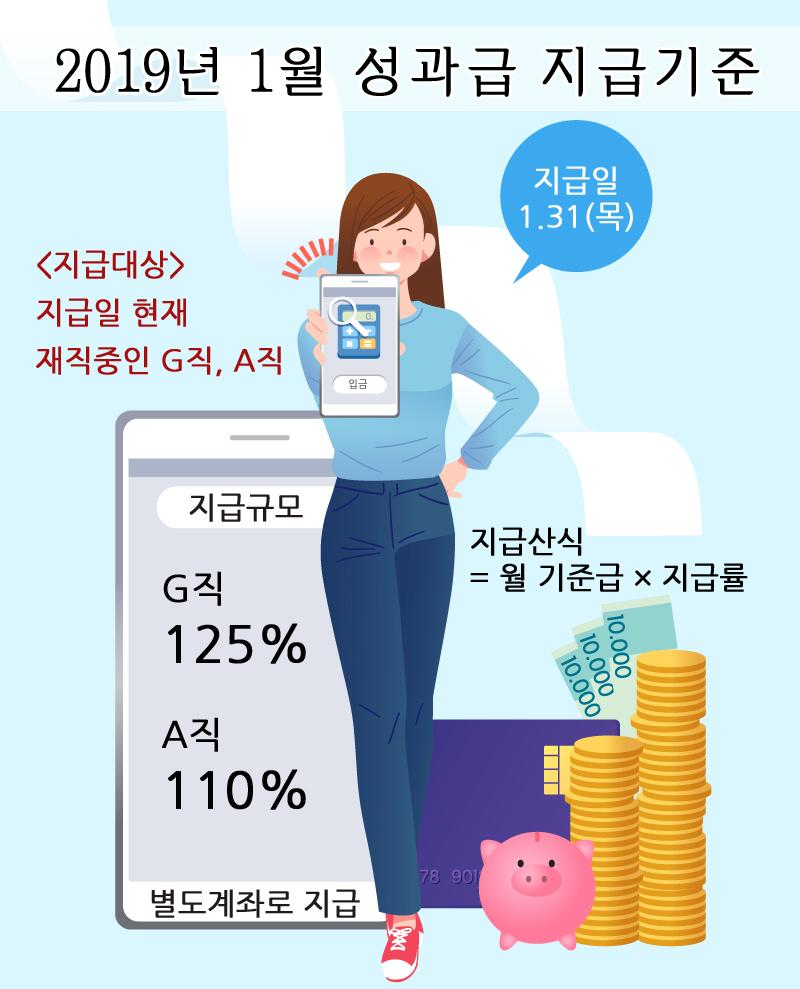 2019년 1월 성과급 지급기준
지급일
1.31(목)
<지급대상>
지급일 현재
재직중인 G직, A직
0.
입금
지급규모
G직
125%
A직
110%
별도계좌로 지급
지급산식
= 월 기준급 × 지급률
10.000
10.000
10.000
78 901